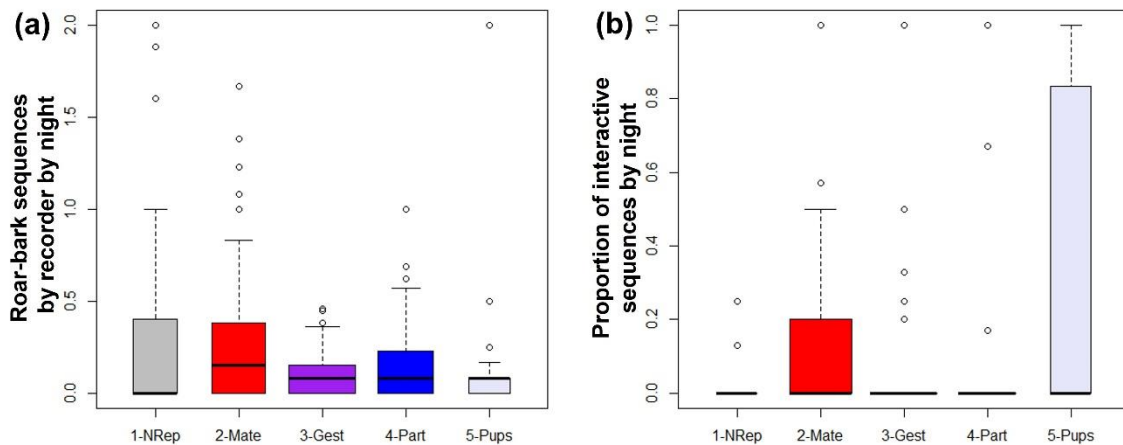 (a)
Roar-bark sequences
by recorder by night
2.0
1.5
1.0
0.5
0.0
1-NRep 2-Mate 3-Gest 4-Part 5-Pups
(b)
Proportion of interactive
sequences by night
1.0
0.8
0.6
0.4
0.2
0.0
1-NRep 2-Mate 3-Gest 4-Part 5-Pups